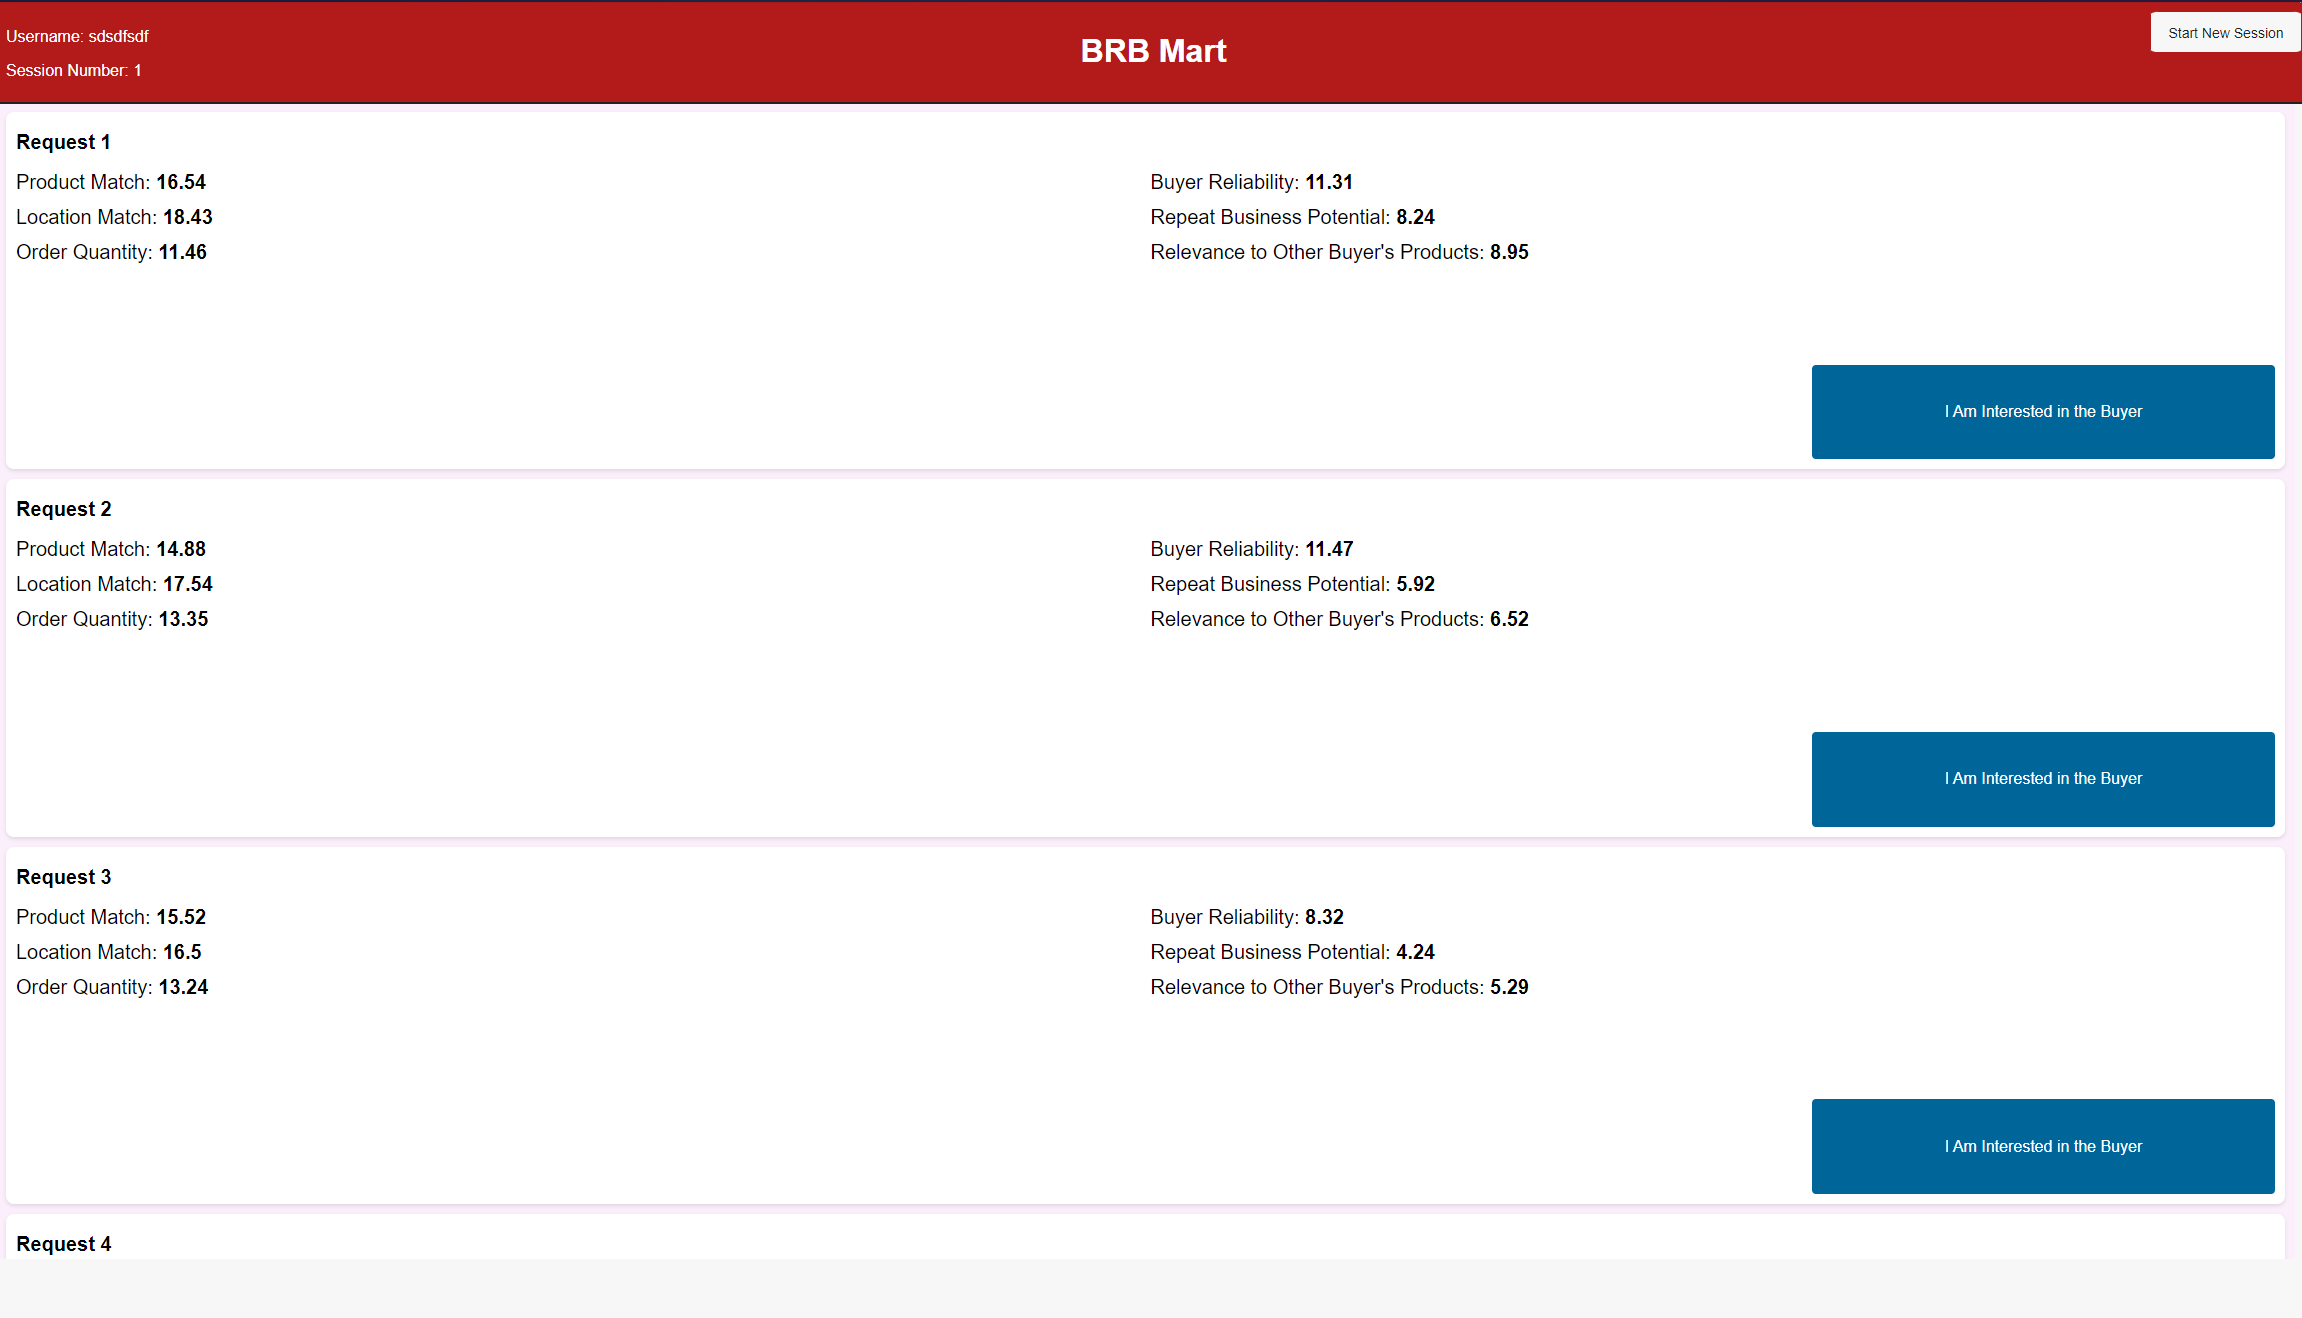 Username: sdsdfsdf
Session Number: 1
BRB Mart
Start New Session
Request 1
Product Match: 16.54
Location Match: 18.43
Order Quantity: 11.46
Buyer Reliability: 11.31
Repeat Business Potential: 8.24
Relevance to Other Buyer's Products: 8.95
I Am Interested in the Buyer
Request 2
Product Match: 14.88
Location Match: 17.54
Order Quantity: 13.35
Buyer Reliability: 11.47
Repeat Business Potential: 5.92
Relevance to Other Buyer's Products: 6.52
I Am Interested in the Buyer
Request 3
Product Match: 15.52
Location Match: 16.5
Order Quantity: 13.24
Buyer Reliability: 8.32
Repeat Business Potential: 4.24
Relevance to Other Buyer's Products: 5.29
I Am Interested in the Buyer
Request 4